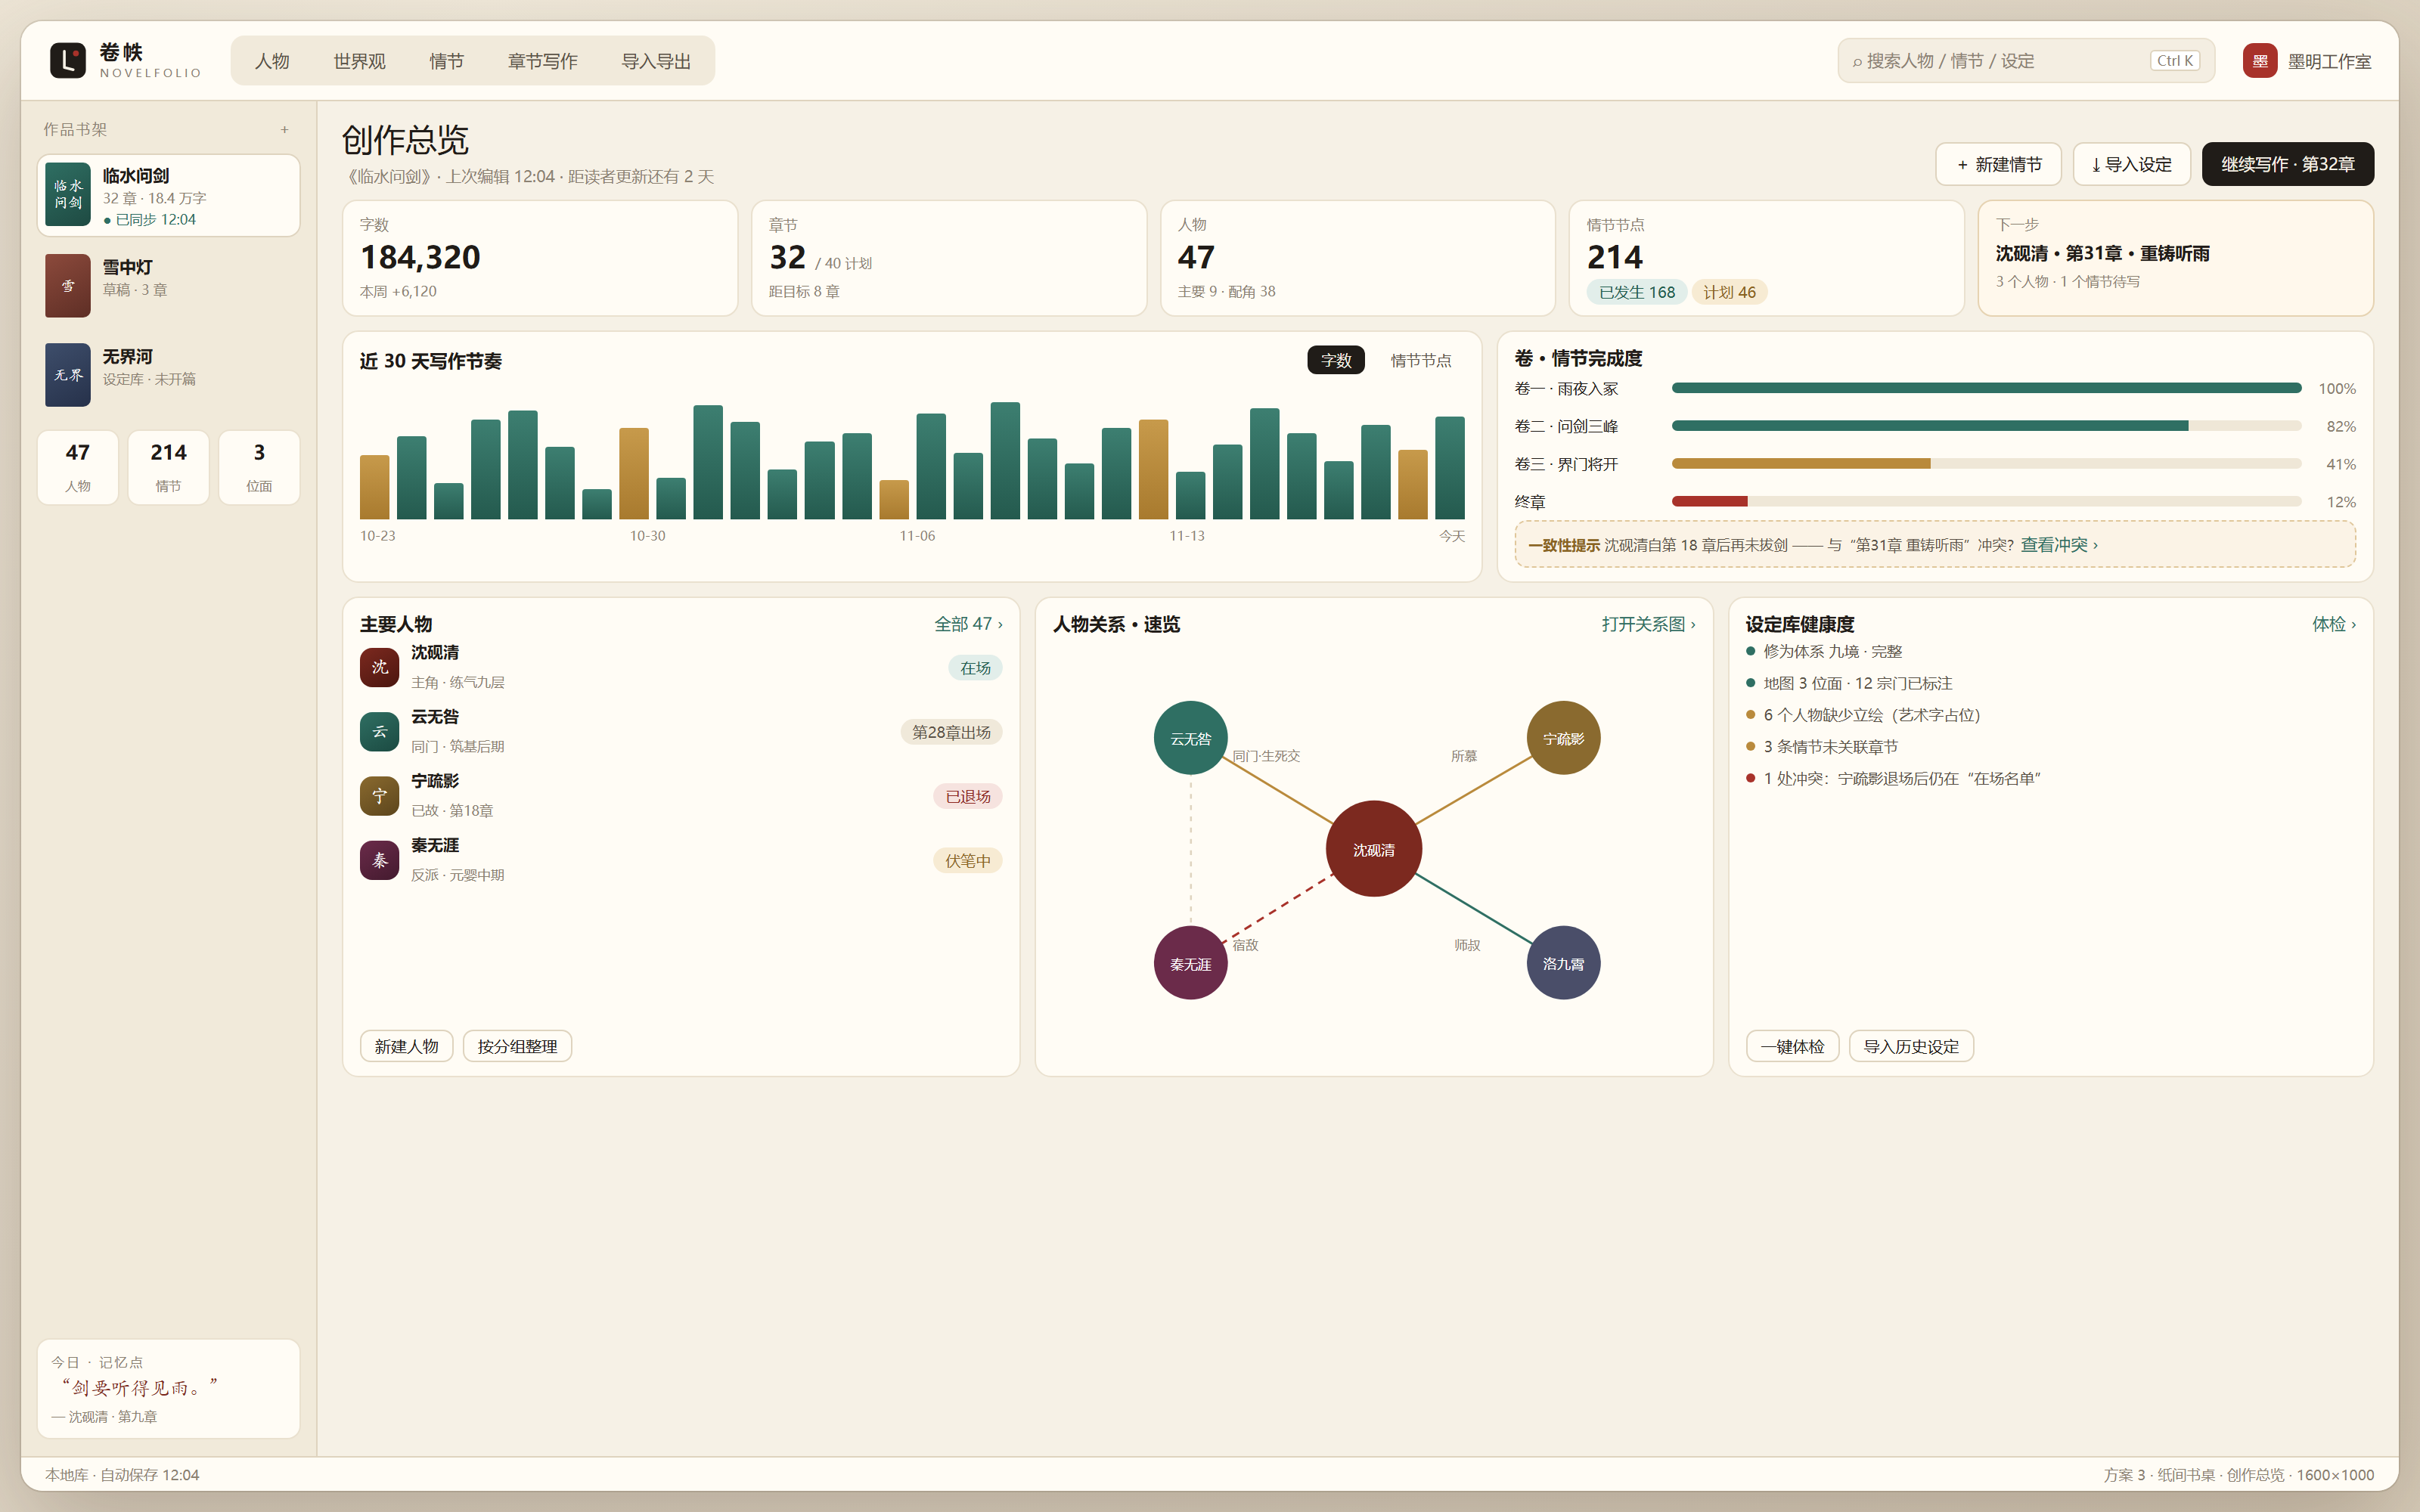 卷帙
NOVELFOLIO
人物 世界观 情节 章节写作 导入导出
搜索人物 / 情节 / 设定 Ctrl K
墨 墨明工作室
作品书架 +
临水
问剑
临水问剑
32 章 · 18.4 万字
● 已同步 12:04
雪
雪中灯
草稿 · 3 章
无界
无界河
设定库 · 未开篇
47 214 3
人物 情节 位面
今日 · 记忆点
“剑要听得见雨。”
— 沈砚清 · 第九章
创作总览
《临水问剑》· 上次编辑 12:04 · 距读者更新还有 2 天
+ 新建情节 ↓导入设定 继续写作 · 第32章
字数
184,320
本周 +6,120
章节
32 / 40 计划
距目标 8 章
人物
47
主要 9 · 配角 38
情节节点
214
已发生 168 计划 46
下一步
沈砚清 • 第31章 • 重铸听雨
3 个人物 · 1 个情节待写
近 30 天写作节奏 字数 情节节点
10-23 10-30 11-06 11-13 今天
卷 • 情节完成度
卷一 · 雨夜入冢 100%
卷二 · 问剑三峰 82%
卷三 · 界门将开 41%
终章 12%
一致性提示 沈砚清自第 18 章后再未拔剑 —— 与“第31章 重铸听雨”冲突？查看冲突 ›
主要人物 全部 47 ›
沈
沈砚清
主角 · 练气九层
在场
云
云无咎
同门 · 筑基后期
第28章出场
宁
宁疏影
已故 · 第18章
已退场
秦
秦无涯
反派 · 元婴中期
伏笔中
新建人物 按分组整理
人物关系 • 速览 打开关系图 ›
云无咎 宁疏影
同门·生死交 所慕
沈砚清
宿敌 师叔
秦无涯 洛九霄
设定库健康度 体检 ›
修为体系 九境 · 完整
地图 3 位面 · 12 宗门已标注
6 个人物缺少立绘（艺术字占位）
3 条情节未关联章节
1 处冲突：宁疏影退场后仍在“在场名单”
一键体检 导入历史设定
本地库 · 自动保存 12:04
方案 3 · 纸间书桌 · 创作总览 · 1600×1000